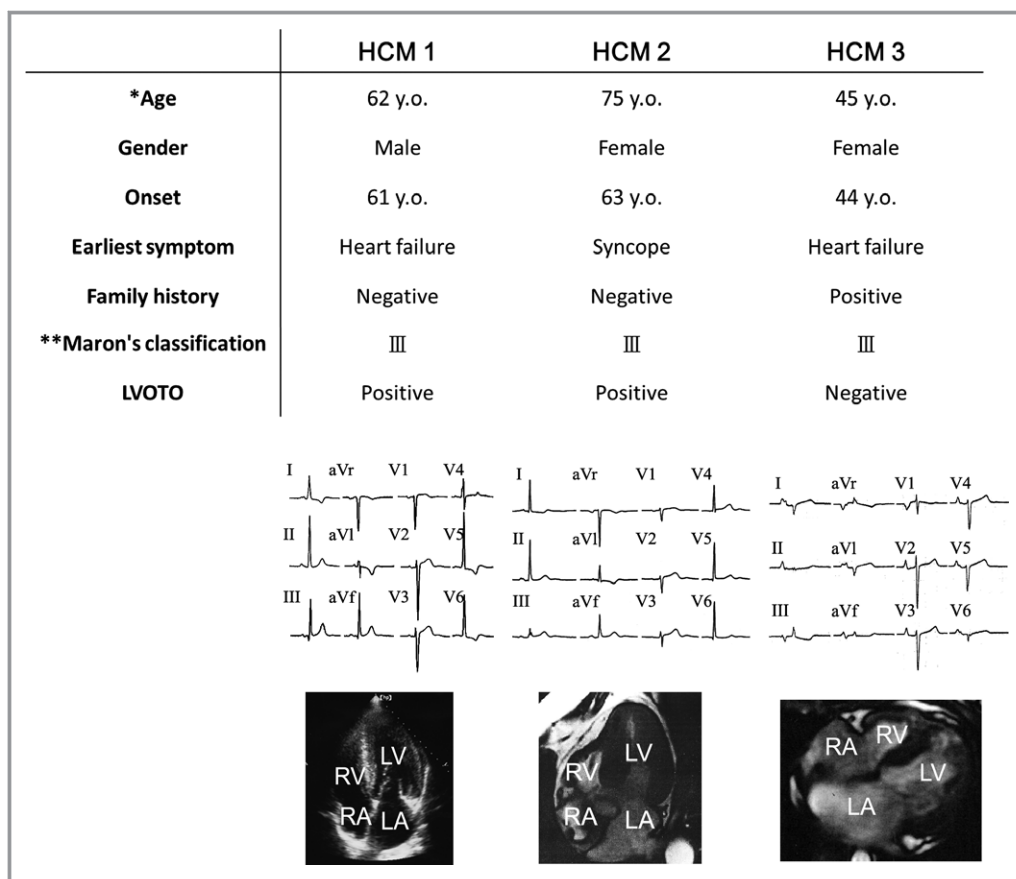 HCM 1 HCM 2 HCM 3
*Age 62 y.o. 75 y.o. 45 y.o.
Gender Male Female Female
Onset 61 y.o. 63 y.o. 44 y.o.
Earliest symptom Heart failure Syncope Heart failure
Family history Negative Negative Positive
**Maron's classification Ⅲ Ⅲ Ⅲ
LVOTO Positive Positive Negative
I aVr V1 V4 I aVr V1 V4 I aVr V1 V4
II aVl V2 V5 II aVl V2 V5 II aVl V2 V5
III aVf V3 V6 III aVf V3 V6 III aVf V3 V6
LV RV RA LA
LV RV RA LA
RA RV LV LA